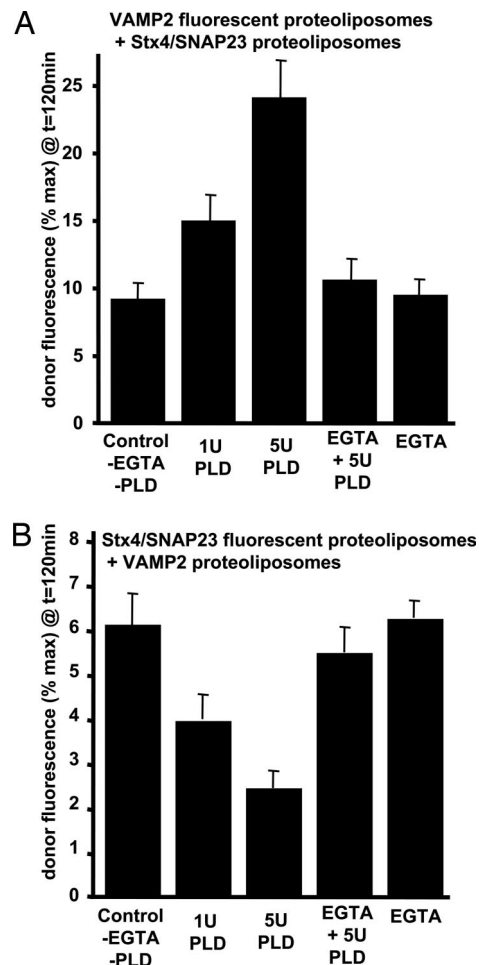 A
VAMP2 fluorescent proteoliposomes
+ Stx4/SNAP23 proteoliposomes
donor fluorescence (% max) @ t=120min
25
20
15
10
5
0
Control
-EGTA
-PLD
1U
PLD
5U
PLD
EGTA
+ 5U
PLD
EGTA
B
Stx4/SNAP23 fluorescent proteoliposomes
+ VAMP2 proteoliposomes
donor fluorescence (% max) @ t=120min
8
7
6
5
4
3
2
1
0
Control
-EGTA
-PLD
1U
PLD
5U
PLD
EGTA
+ 5U
PLD
EGTA